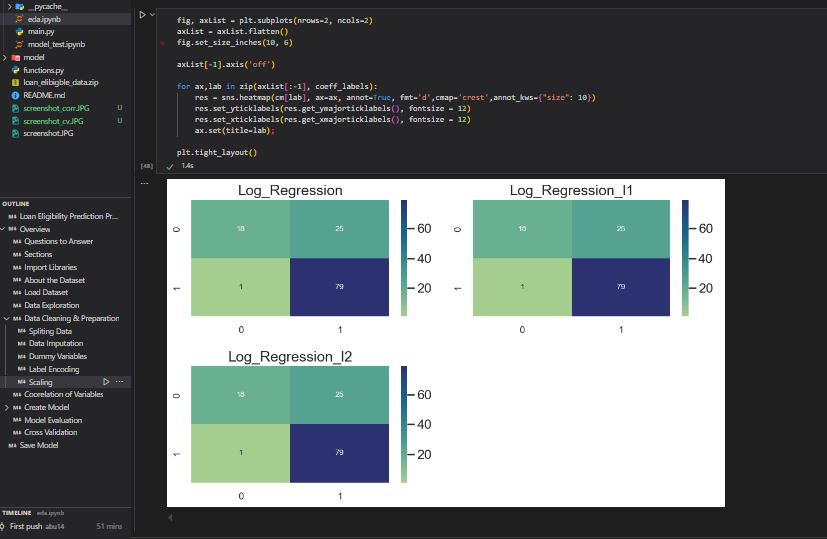 __pycache__
eda.ipynb
main.py
model_test.ipynb
model
functions.py
loan_elibigble_data.zip
README.md
screenshot_corr.JPG U
screenshot_cv.JPG U
screenshot.JPG
OUTLINE
M↓ Loan Eligibility Prediction Pr...
M↓ Overview
M↓ Questions to Answer
M↓ Sections
M↓ Import Libraries
M↓ About the Dataset
M↓ Load Dataset
M↓ Data Exploration
M↓ Data Cleaning & Preparation
M↓ Spliting Data
M↓ Data Imputation
M↓ Dummy Variables
M↓ Label Encoding
M↓ Scaling ...
M↓ Coorelation of Variables
M↓ Create Model
M↓ Model Evaluation
M↓ Cross Validation
M↓ Save Model
TIMELINE eda.ipynb
First push abu14 51 mins
fig, axList = plt.subplots(nrows=2, ncols=2)
axList = axList.flatten()
fig.set_size_inches(10, 6)
axList[-1].axis('off')
for ax,lab in zip(axList[:-1], coeff_labels):
res = sns.heatmap(cm[lab], ax=ax, annot=True, fmt='d',cmap='crest',annot_kws={"size": 10})
res.set_yticklabels(res.get_ymajorticklabels(), fontsize = 12)
res.set_xticklabels(res.get_xmajorticklabels(), fontsize = 12)
ax.set(title=lab);
plt.tight_layout()
[48] 1.4s
...
Log_Regression
0 18 25
1 1 79
0 1
60
40
20
Log_Regression_l1
0 18 25
1 1 79
0 1
60
40
20
Log_Regression_l2
0 18 25
1 1 79
0 1
60
40
20